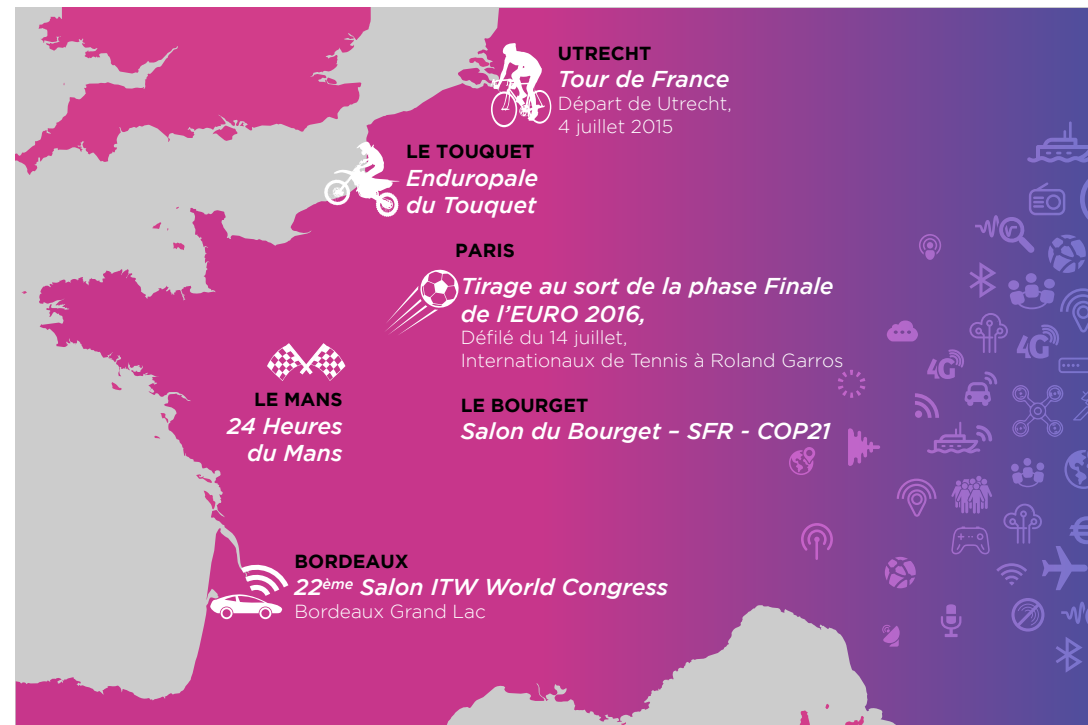 UTRECHT
Tour de France
Départ de Utrecht,
4 juillet 2015
LE TOUQUET
Enduropale
du Touquet
PARIS
Tirage au sort de la phase Finale
de l’EURO 2016,
Défilé du 14 juillet,
Internationaux de Tennis à Roland Garros
LE MANS
24 Heures
du Mans
LE BOURGET
Salon du Bourget – SFR - COP21
BORDEAUX
22ème Salon ITW World Congress
Bordeaux Grand Lac
4G
4G